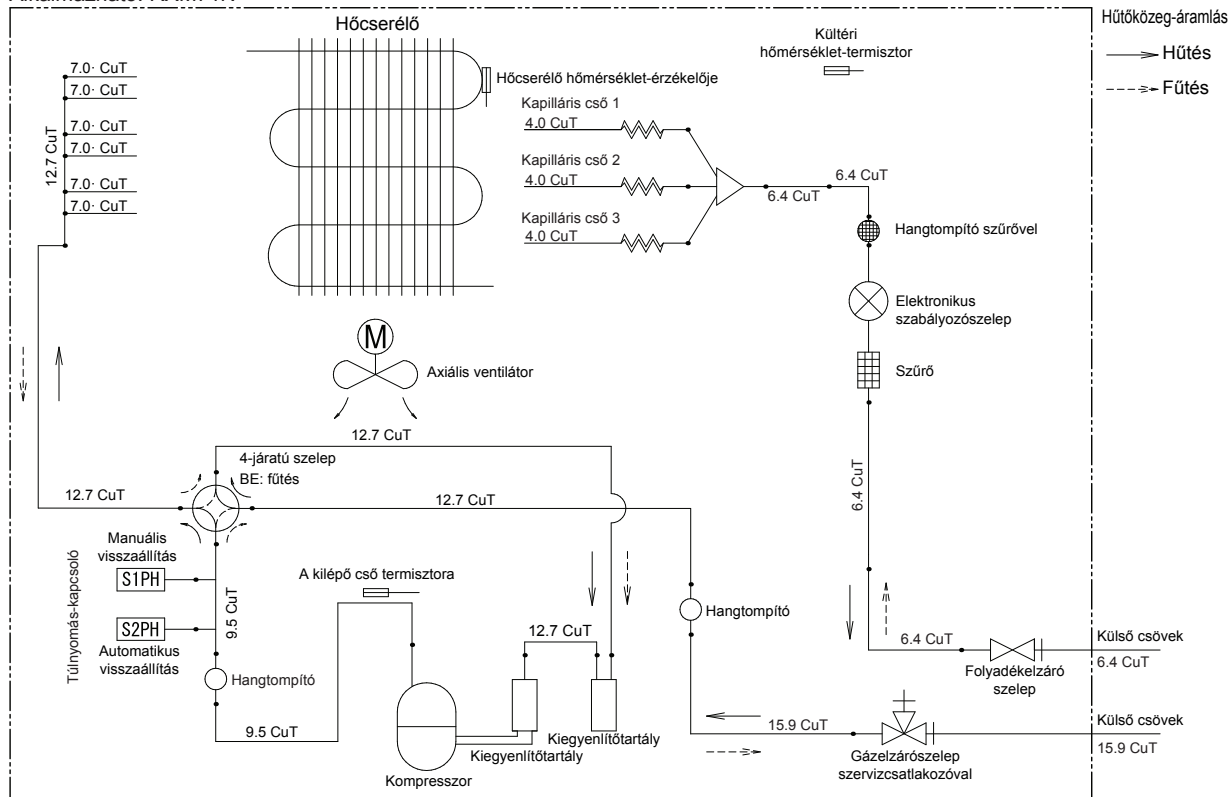 Hőcserélő
Kültéri
hőmérséklet-termisztor
Hűtőközeg-áramlás
Hűtés
Fűtés
7.0· CuT
7.0· CuT
7.0· CuT
7.0· CuT
7.0· CuT
7.0· CuT
12.7 CuT
Hőcserélő hőmérséklet-érzékelője
Kapilláris cső 1
4.0 CuT
Kapilláris cső 2
4.0 CuT
Kapilláris cső 3
4.0 CuT
6.4 CuT
6.4 CuT
Hangtompító szűrővel
Elektronikus
szabályozószelep
Szűrő
M
Axiális ventilátor
12.7 CuT
4-járatú szelep
BE: fűtés
12.7 CuT
12.7 CuT
6.4 CuT
Túlnyomás-kapcsoló
Manuális
visszaállítás
S1PH
S2PH
Automatikus
visszaállítás
9.5 CuT
A kilépő cső termisztora
Hangtompító
Hangtompító
12.7 CuT
9.5 CuT
Kompresszor
Kiegyenlítőtartály
Kiegyenlítőtartály
6.4 CuT
Folyadékelzáró
szelep
Külső csövek
6.4 CuT
15.9 CuT
Gázelzárószelep
szervizcsatlakozóval
Külső csövek
15.9 CuT